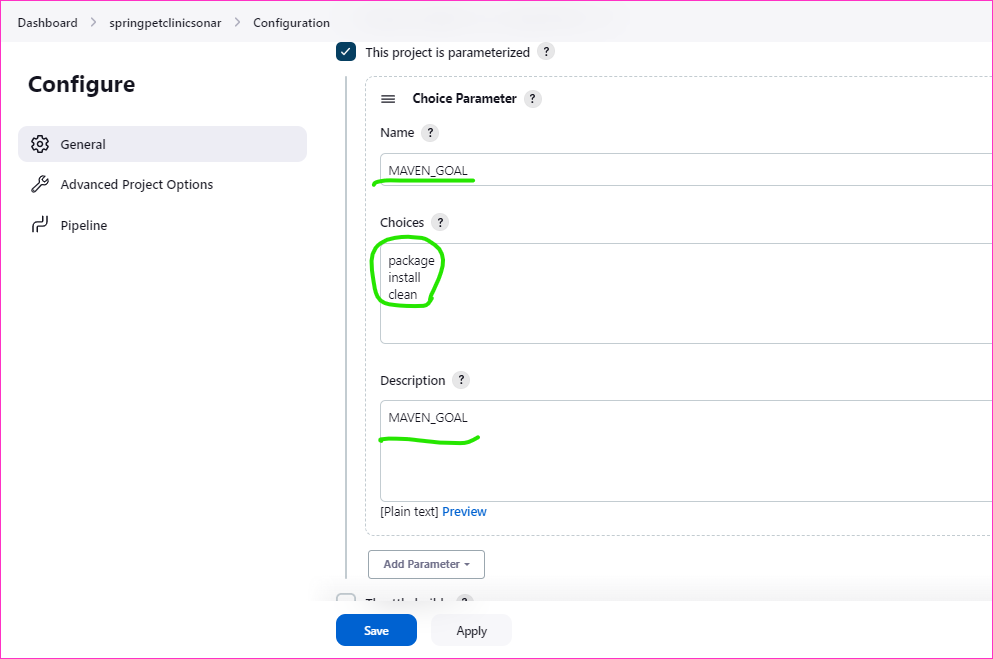 Dashboard > springpetclinicsonar > Configuration
Configure
General
Advanced Project Options
Pipeline
This project is parameterized ?
Choice Parameter ?
Name ?
MAVEN_GOAL
Choices ?
package
install
clean
Description ?
MAVEN_GOAL
[Plain text] Preview
Add Parameter
Save
Apply